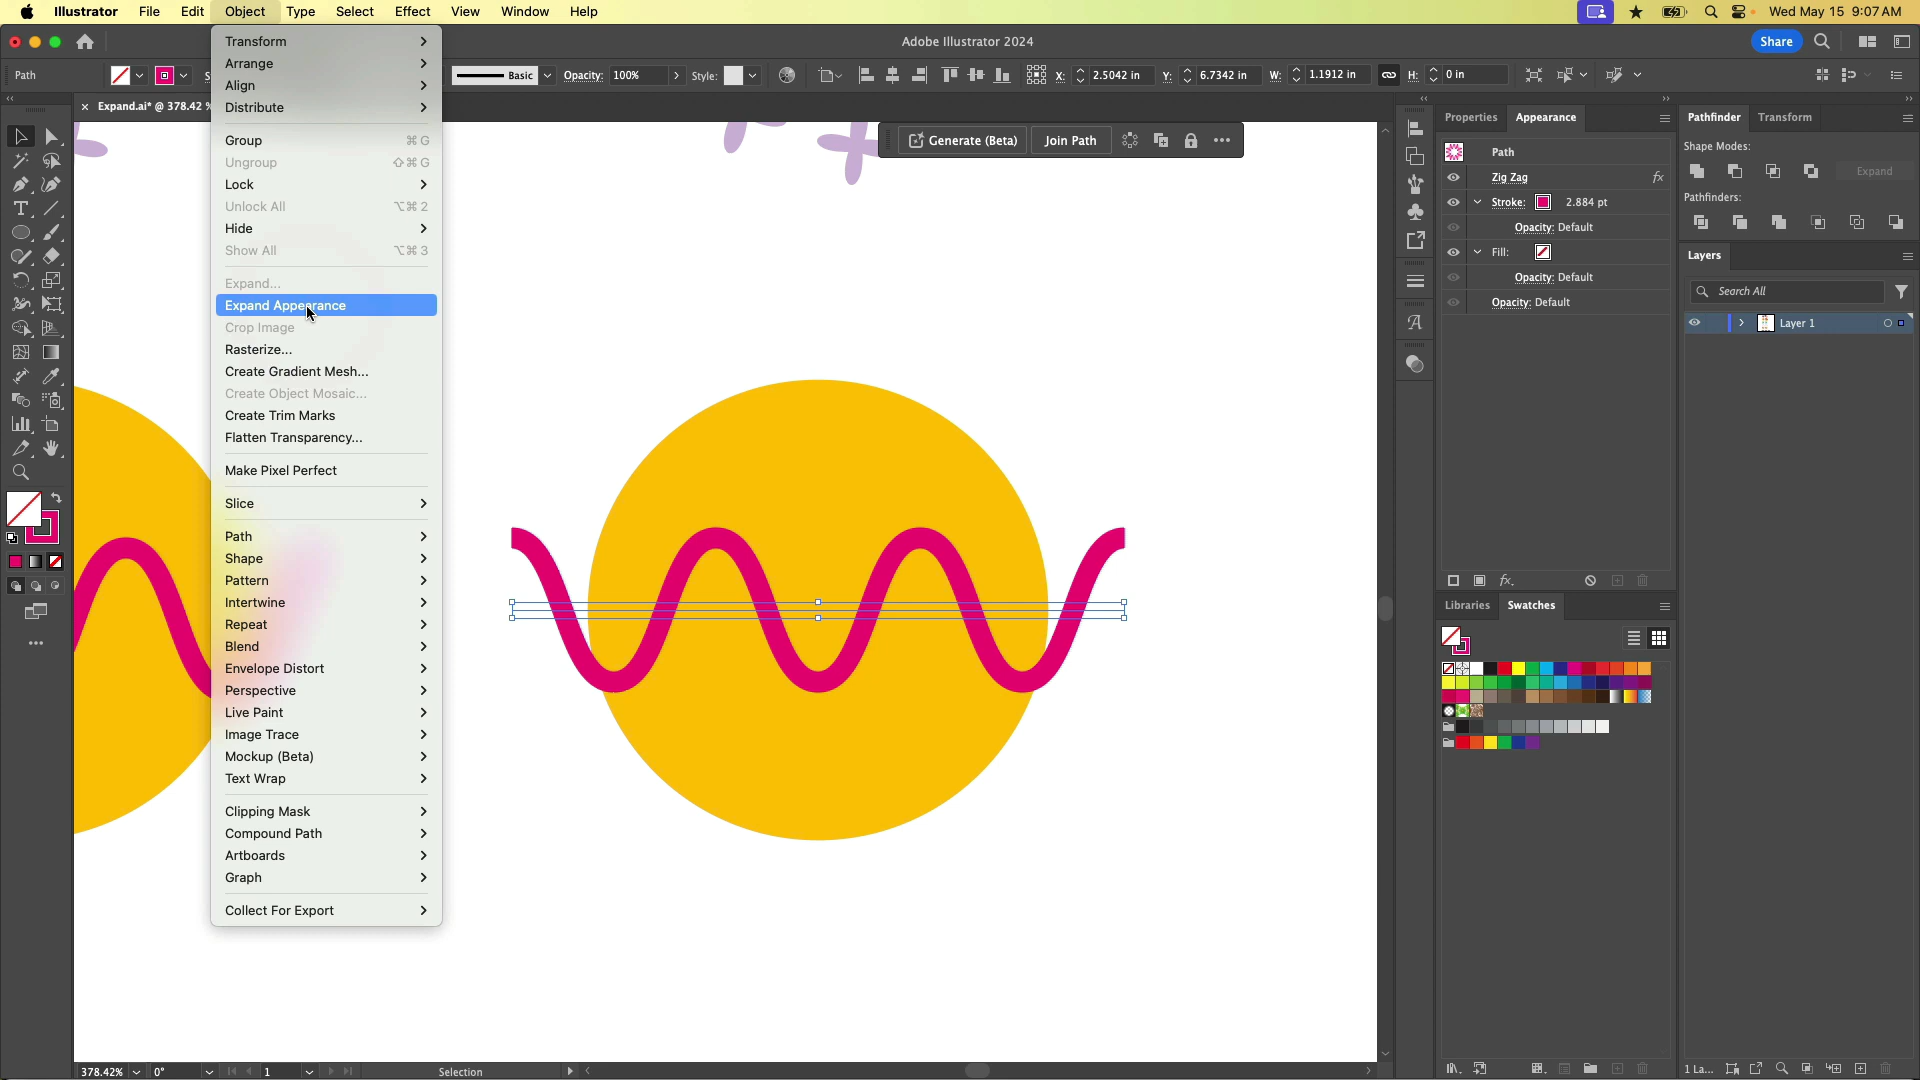 Illustrator File Edit Object Type Select Effect View Window Help
Wed May 15 9:07 AM
Adobe Illustrator 2024
Share
Path
Basic
Opacity: 100%
Style:
X: 2.5042 in
Y: 6.7342 in
W: 1.1912 in
H: 0 in
× Expand.ai* @ 378.42 %
Transform
Arrange
Align
Distribute
Group ⌘ G
Ungroup ⇧⌘ G
Lock
Unlock All ⌥⌘ 2
Hide
Show All ⌥⌘ 3
Expand...
Expand Appearance
Crop Image
Rasterize...
Create Gradient Mesh...
Create Object Mosaic...
Create Trim Marks
Flatten Transparency...
Make Pixel Perfect
Slice
Path
Shape
Pattern
Intertwine
Repeat
Blend
Envelope Distort
Perspective
Live Paint
Image Trace
Mockup (Beta)
Text Wrap
Clipping Mask
Compound Path
Artboards
Graph
Collect For Export
Generate (Beta)
Join Path
Properties
Appearance
Path
Zig Zag fx
Stroke: 2.884 pt
Opacity: Default
Fill:
Opacity: Default
Opacity: Default
fx.
Libraries
Swatches
Pathfinder
Transform
Shape Modes:
Expand
Pathfinders:
Layers
Search All
Layer 1
1 La...
378.42%
0°
1
Selection